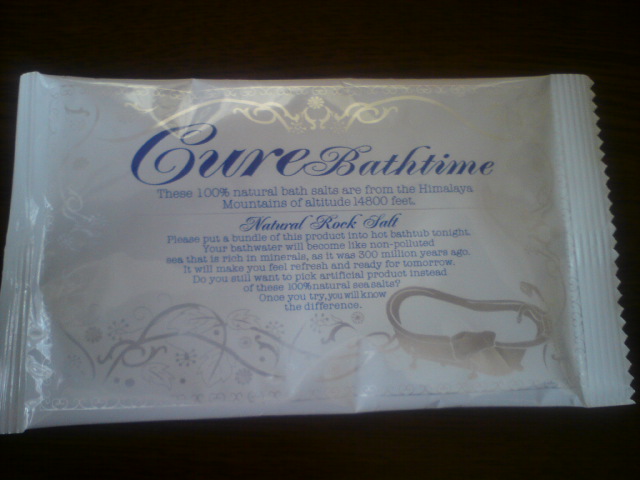 Cure Bathtime
These 100% natural bath salts are from the Himalaya
Mountains of altitude 14800 feet.
Natural Rock Salt
Please put a bundle of this product into hot bathtub tonight.
Your bathwater will become like non-polluted
sea that is rich in minerals, as it was 300 million years ago.
It will make you feel refresh and ready for tomorrow.
Do you still want to pick artificial product instead
of these 100% natural sea salts?
Once you try, you will know
the difference.